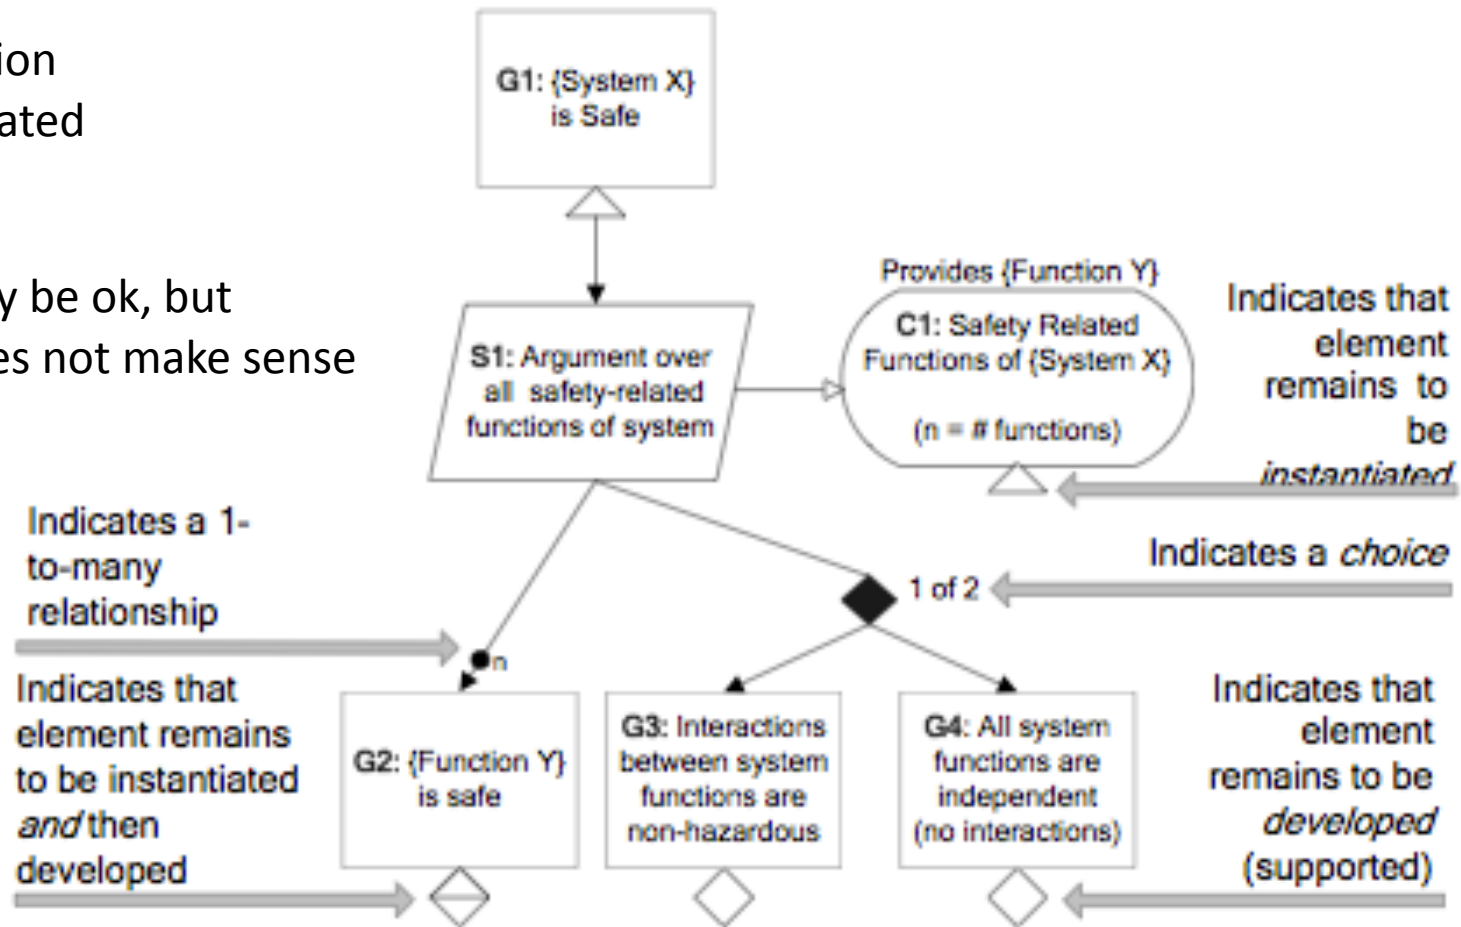 ion
ated
y be ok, but
es not make sense
G1: {System X}
is Safe
S1: Argument over
all safety-related
functions of system
Provides {Function Y}
C1: Safety Related
Functions of {System X}
(n = # functions)
Indicates that
element
remains to
be
instantiated
Indicates a choice
1 of 2
Indicates a 1-
to-many
relationship
n
Indicates that
element remains
to be instantiated
and then
developed
G2: {Function Y}
is safe
G3: Interactions
between system
functions are
non-hazardous
G4: All system
functions are
independent
(no interactions)
Indicates that
element
remains to be
developed
(supported)